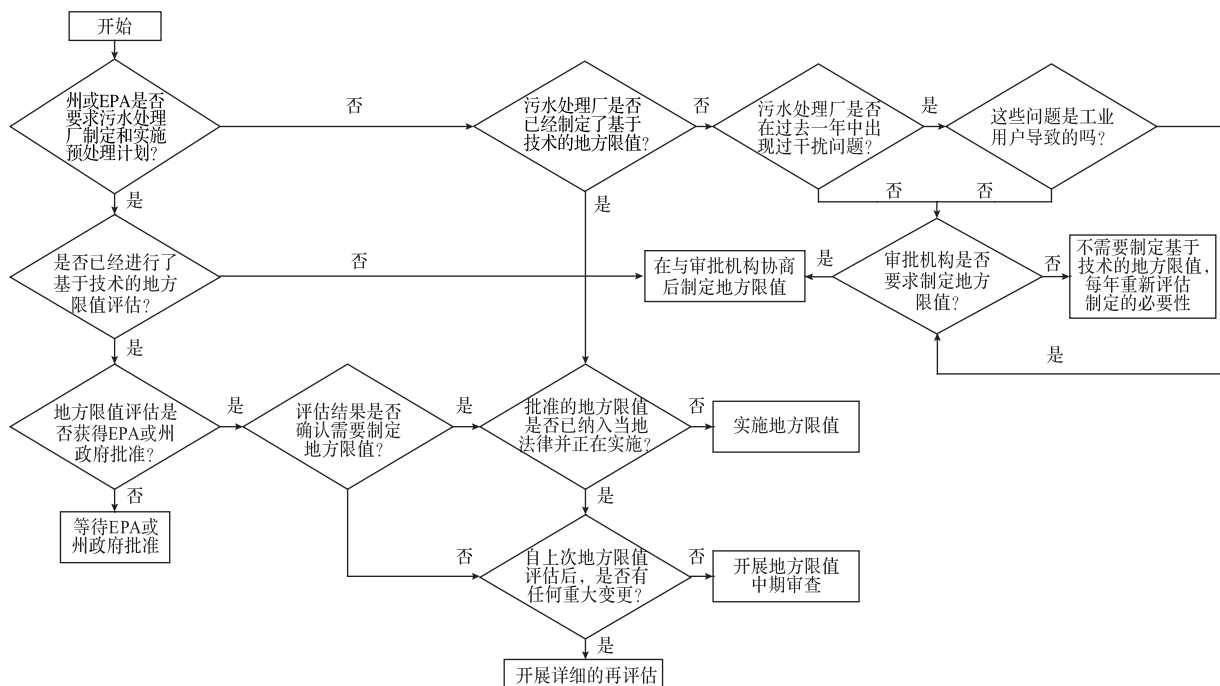 开始
州或EPA是否
要求污水处理
厂制定和实施
预处理计划？
否
污水处理厂是否
已经制定了基于
技术的地方限值？
否
污水处理厂是否
在过去一年中出
现过干扰问题？
是
这些问题是工业
用户导致的吗？
是
是
否
否
是否已经进行了
基于技术的地方
限值评估？
否
在与审批机构协商
后制定地方限值
是
审批机构是否
要求制定地方
限值？
否
不需要制定基于
技术的地方限值，
每年重新评估
制定的必要性
是
是
地方限值评估是
否获得EPA或州
政府批准？
是
评估结果是否
确认需要制定
地方限值？
是
批准的地方限值
是否已纳入当地
法律并正在实施？
否
实施地方限值
否
是
等待EPA或
州政府批准
否
自上次地方限值
评估后，是否有
任何重大变更？
否
开展地方限值
中期审查
是
开展详细的再评估